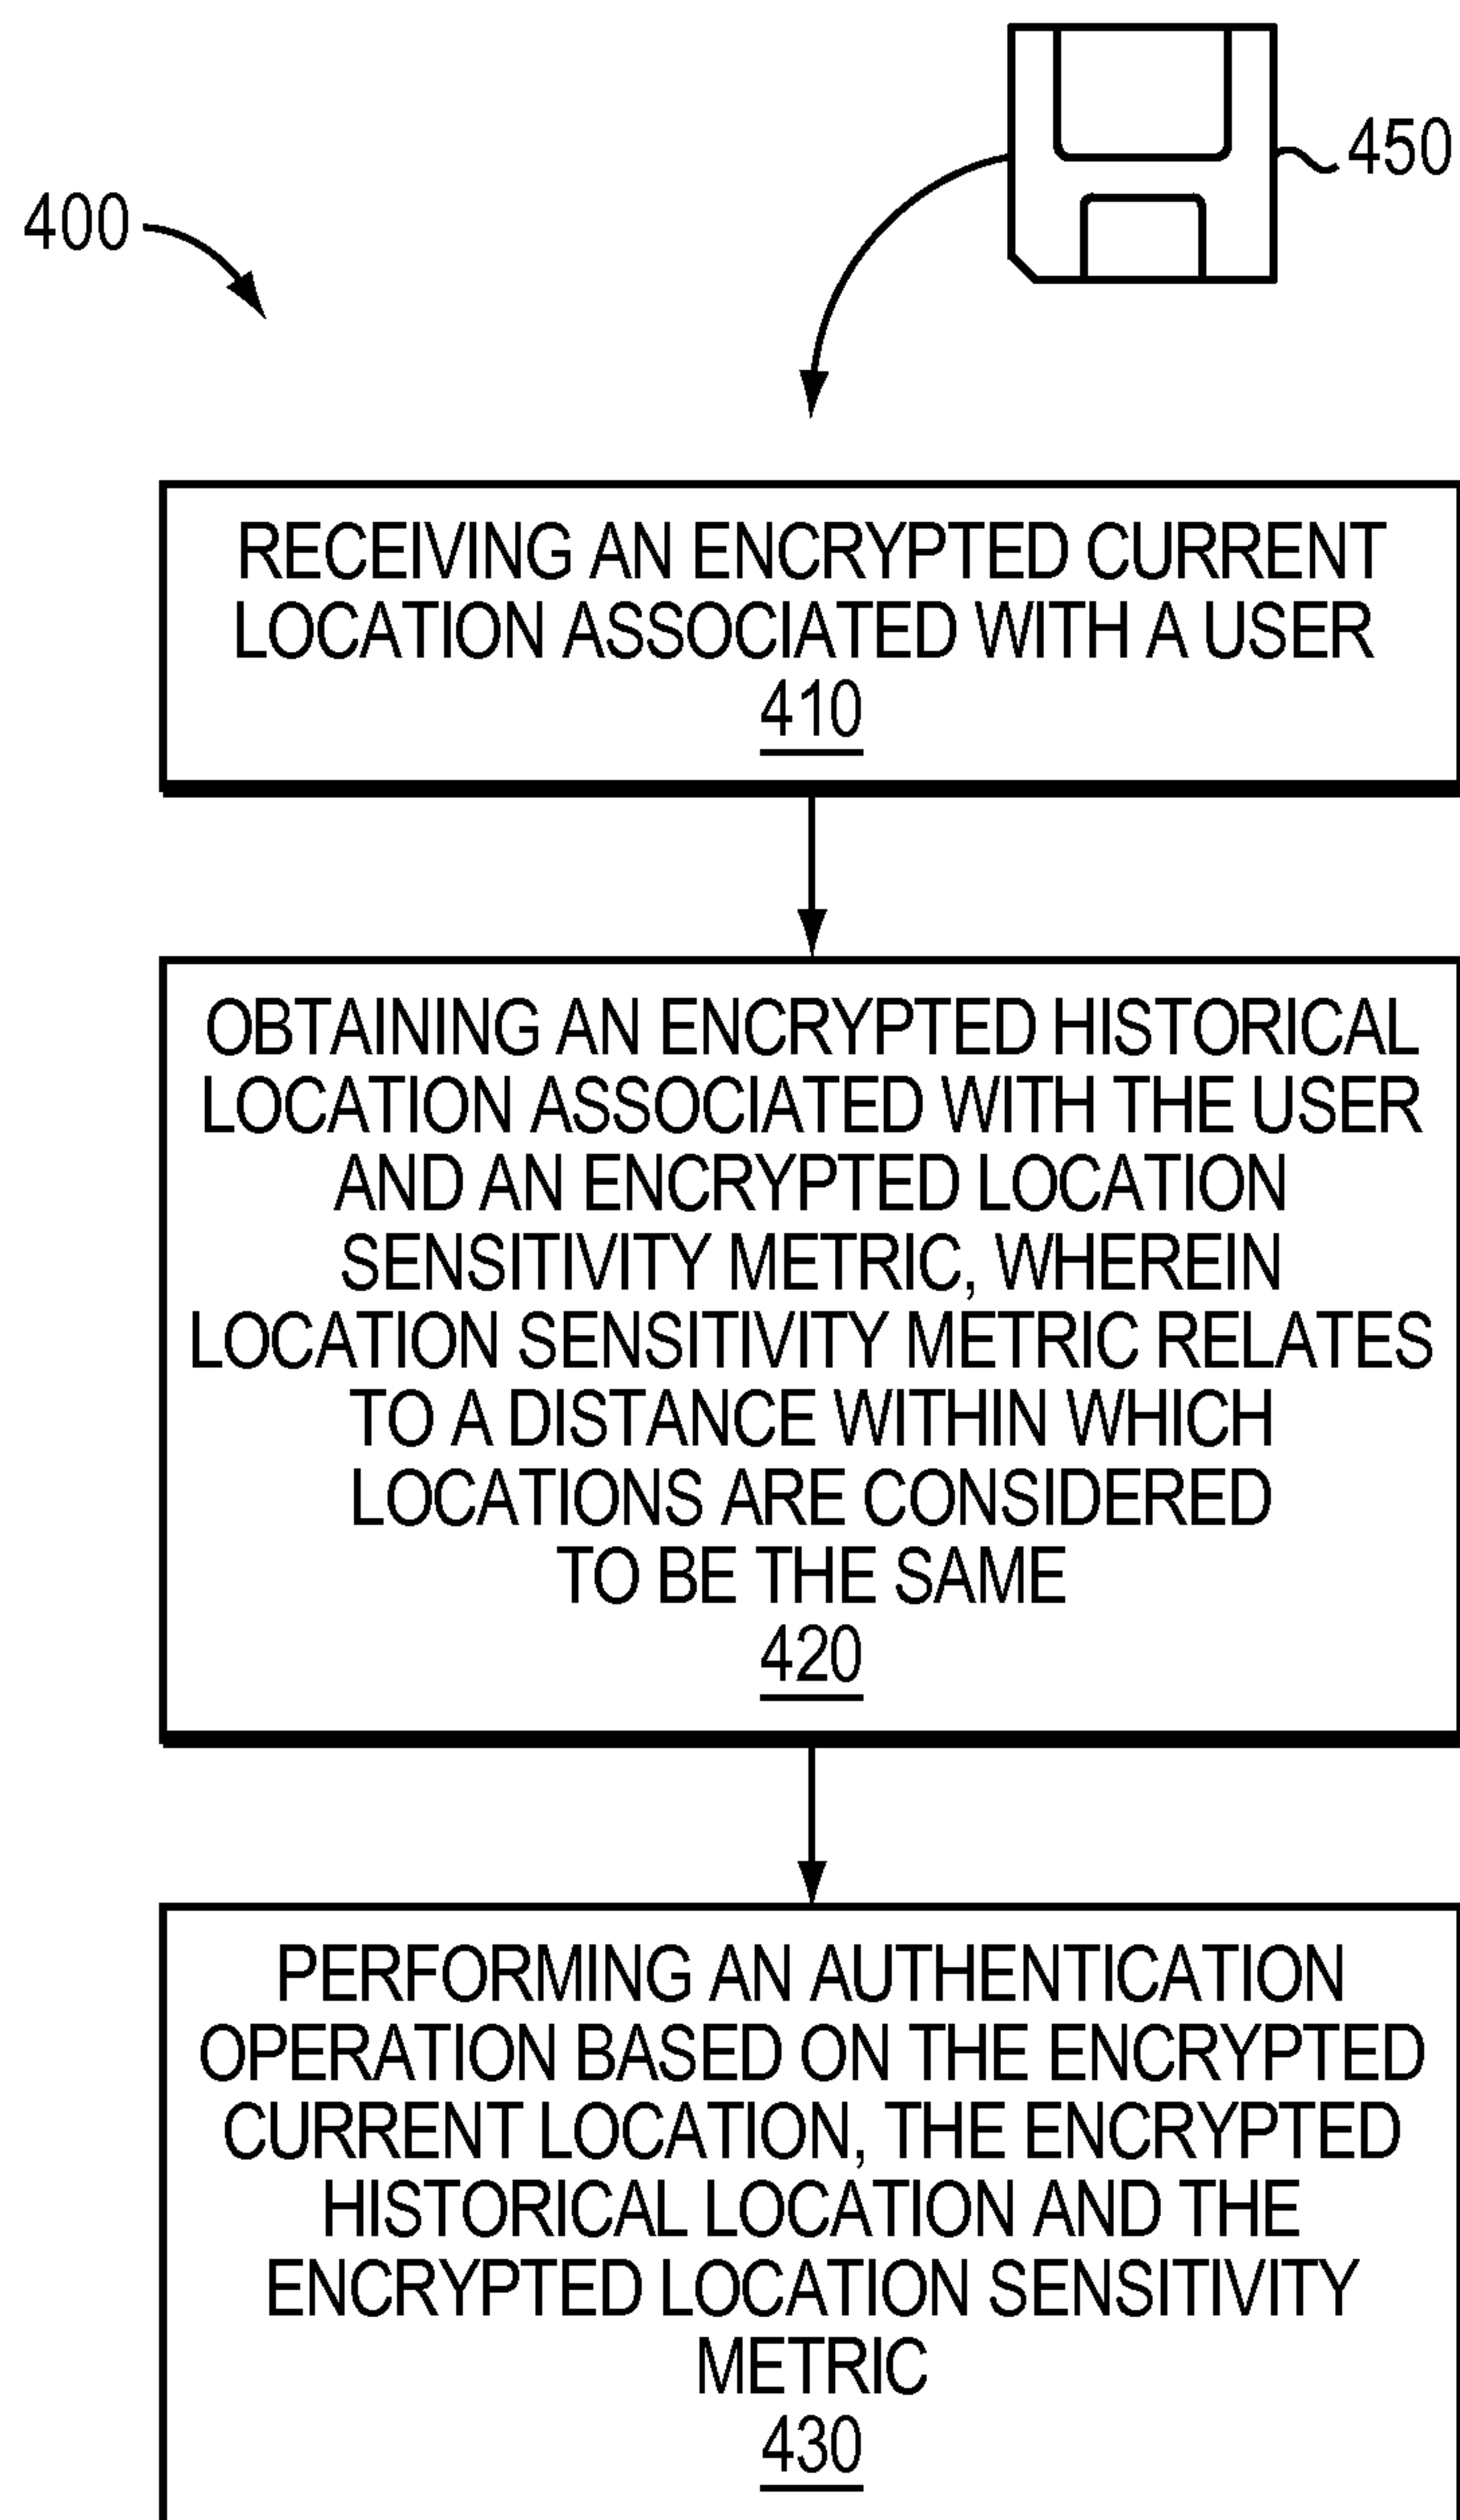 450
400
RECEIVING AN ENCRYPTED CURRENT
LOCATION ASSOCIATED WITH A USER
410
OBTAINING AN ENCRYPTED HISTORICAL
LOCATION ASSOCIATED WITH THE USER
AND AN ENCRYPTED LOCATION
SENSITIVITY METRIC, WHEREIN
LOCATION SENSITIVITY METRIC RELATES
TO A DISTANCE WITHIN WHICH
LOCATIONS ARE CONSIDERED
TO BE THE SAME
420
PERFORMING AN AUTHENTICATION
OPERATION BASED ON THE ENCRYPTED
CURRENT LOCATION, THE ENCRYPTED
HISTORICAL LOCATION AND THE
ENCRYPTED LOCATION SENSITIVITY
METRIC
430